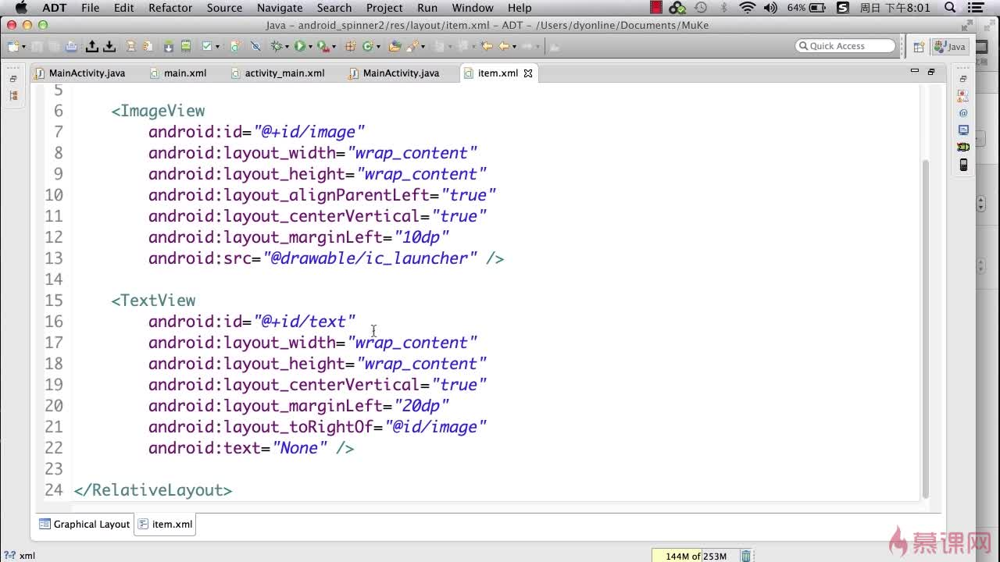 ADT File Edit Refactor Source Navigate Search Project Run Window Help 64% 周日 下午8:01
Java - android_spinner2/res/layout/item.xml - ADT - /Users/dyonline/Documents/MuKe
Quick Access Java
MainActivity.java main.xml activity_main.xml MainActivity.java item.xml
5
6 <ImageView
7 android:id="@+id/image"
8 android:layout_width="wrap_content"
9 android:layout_height="wrap_content"
10 android:layout_alignParentLeft="true"
11 android:layout_centerVertical="true"
12 android:layout_marginLeft="10dp"
13 android:src="@drawable/ic_launcher" />
14
15 <TextView
16 android:id="@+id/text"
17 android:layout_width="wrap_content"
18 android:layout_height="wrap_content"
19 android:layout_centerVertical="true"
20 android:layout_marginLeft="20dp"
21 android:layout_toRightOf="@id/image"
22 android:text="None" />
23
24 </RelativeLayout>
Graphical Layout item.xml
慕课网
xml 144M of 253M